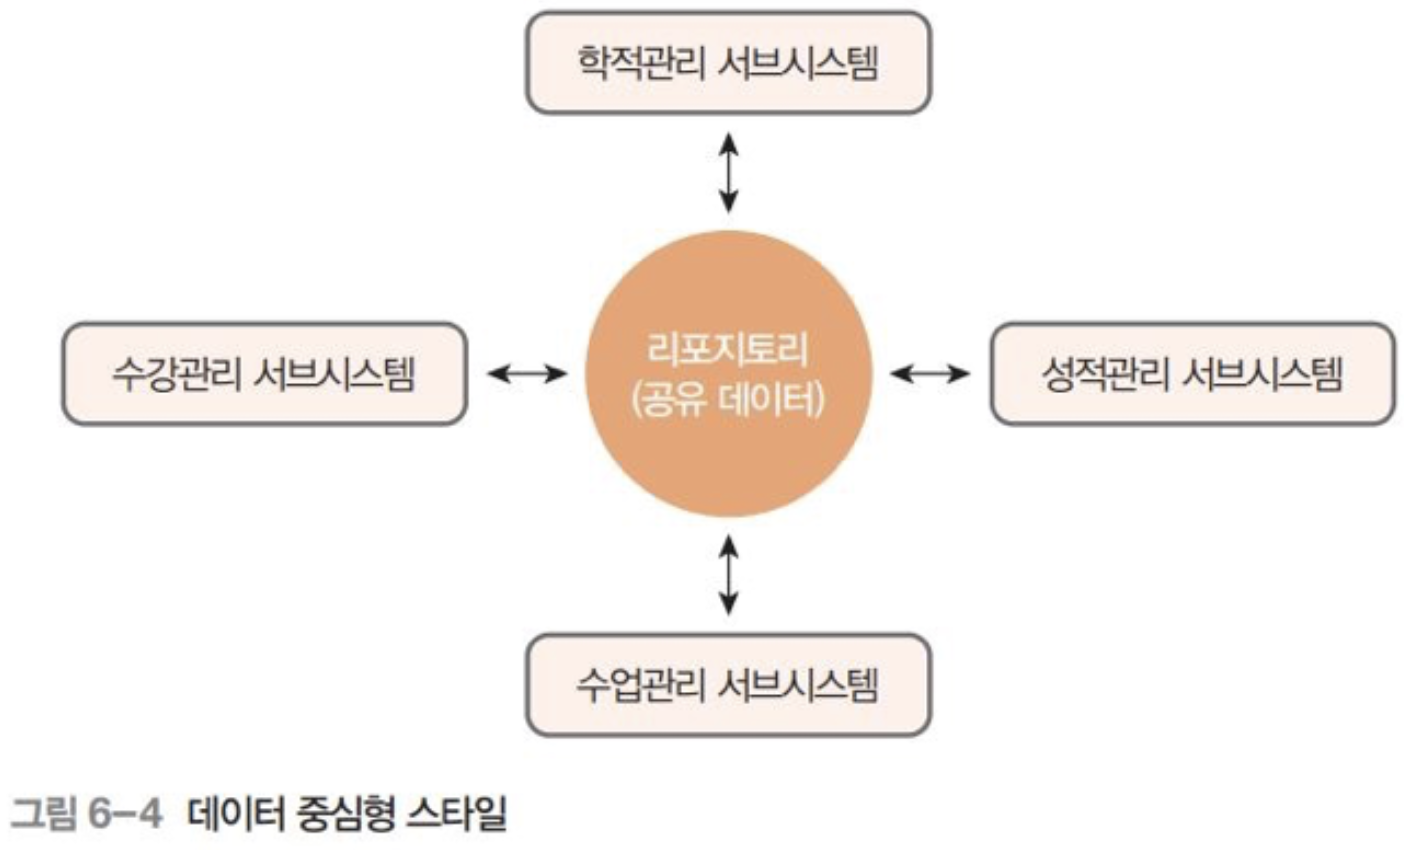 학적관리 서브시스템
수강관리 서브시스템
리포지토리
(공유 데이터)
성적관리 서브시스템
수업관리 서브시스템
그림 6-4 데이터 중심형 스타일